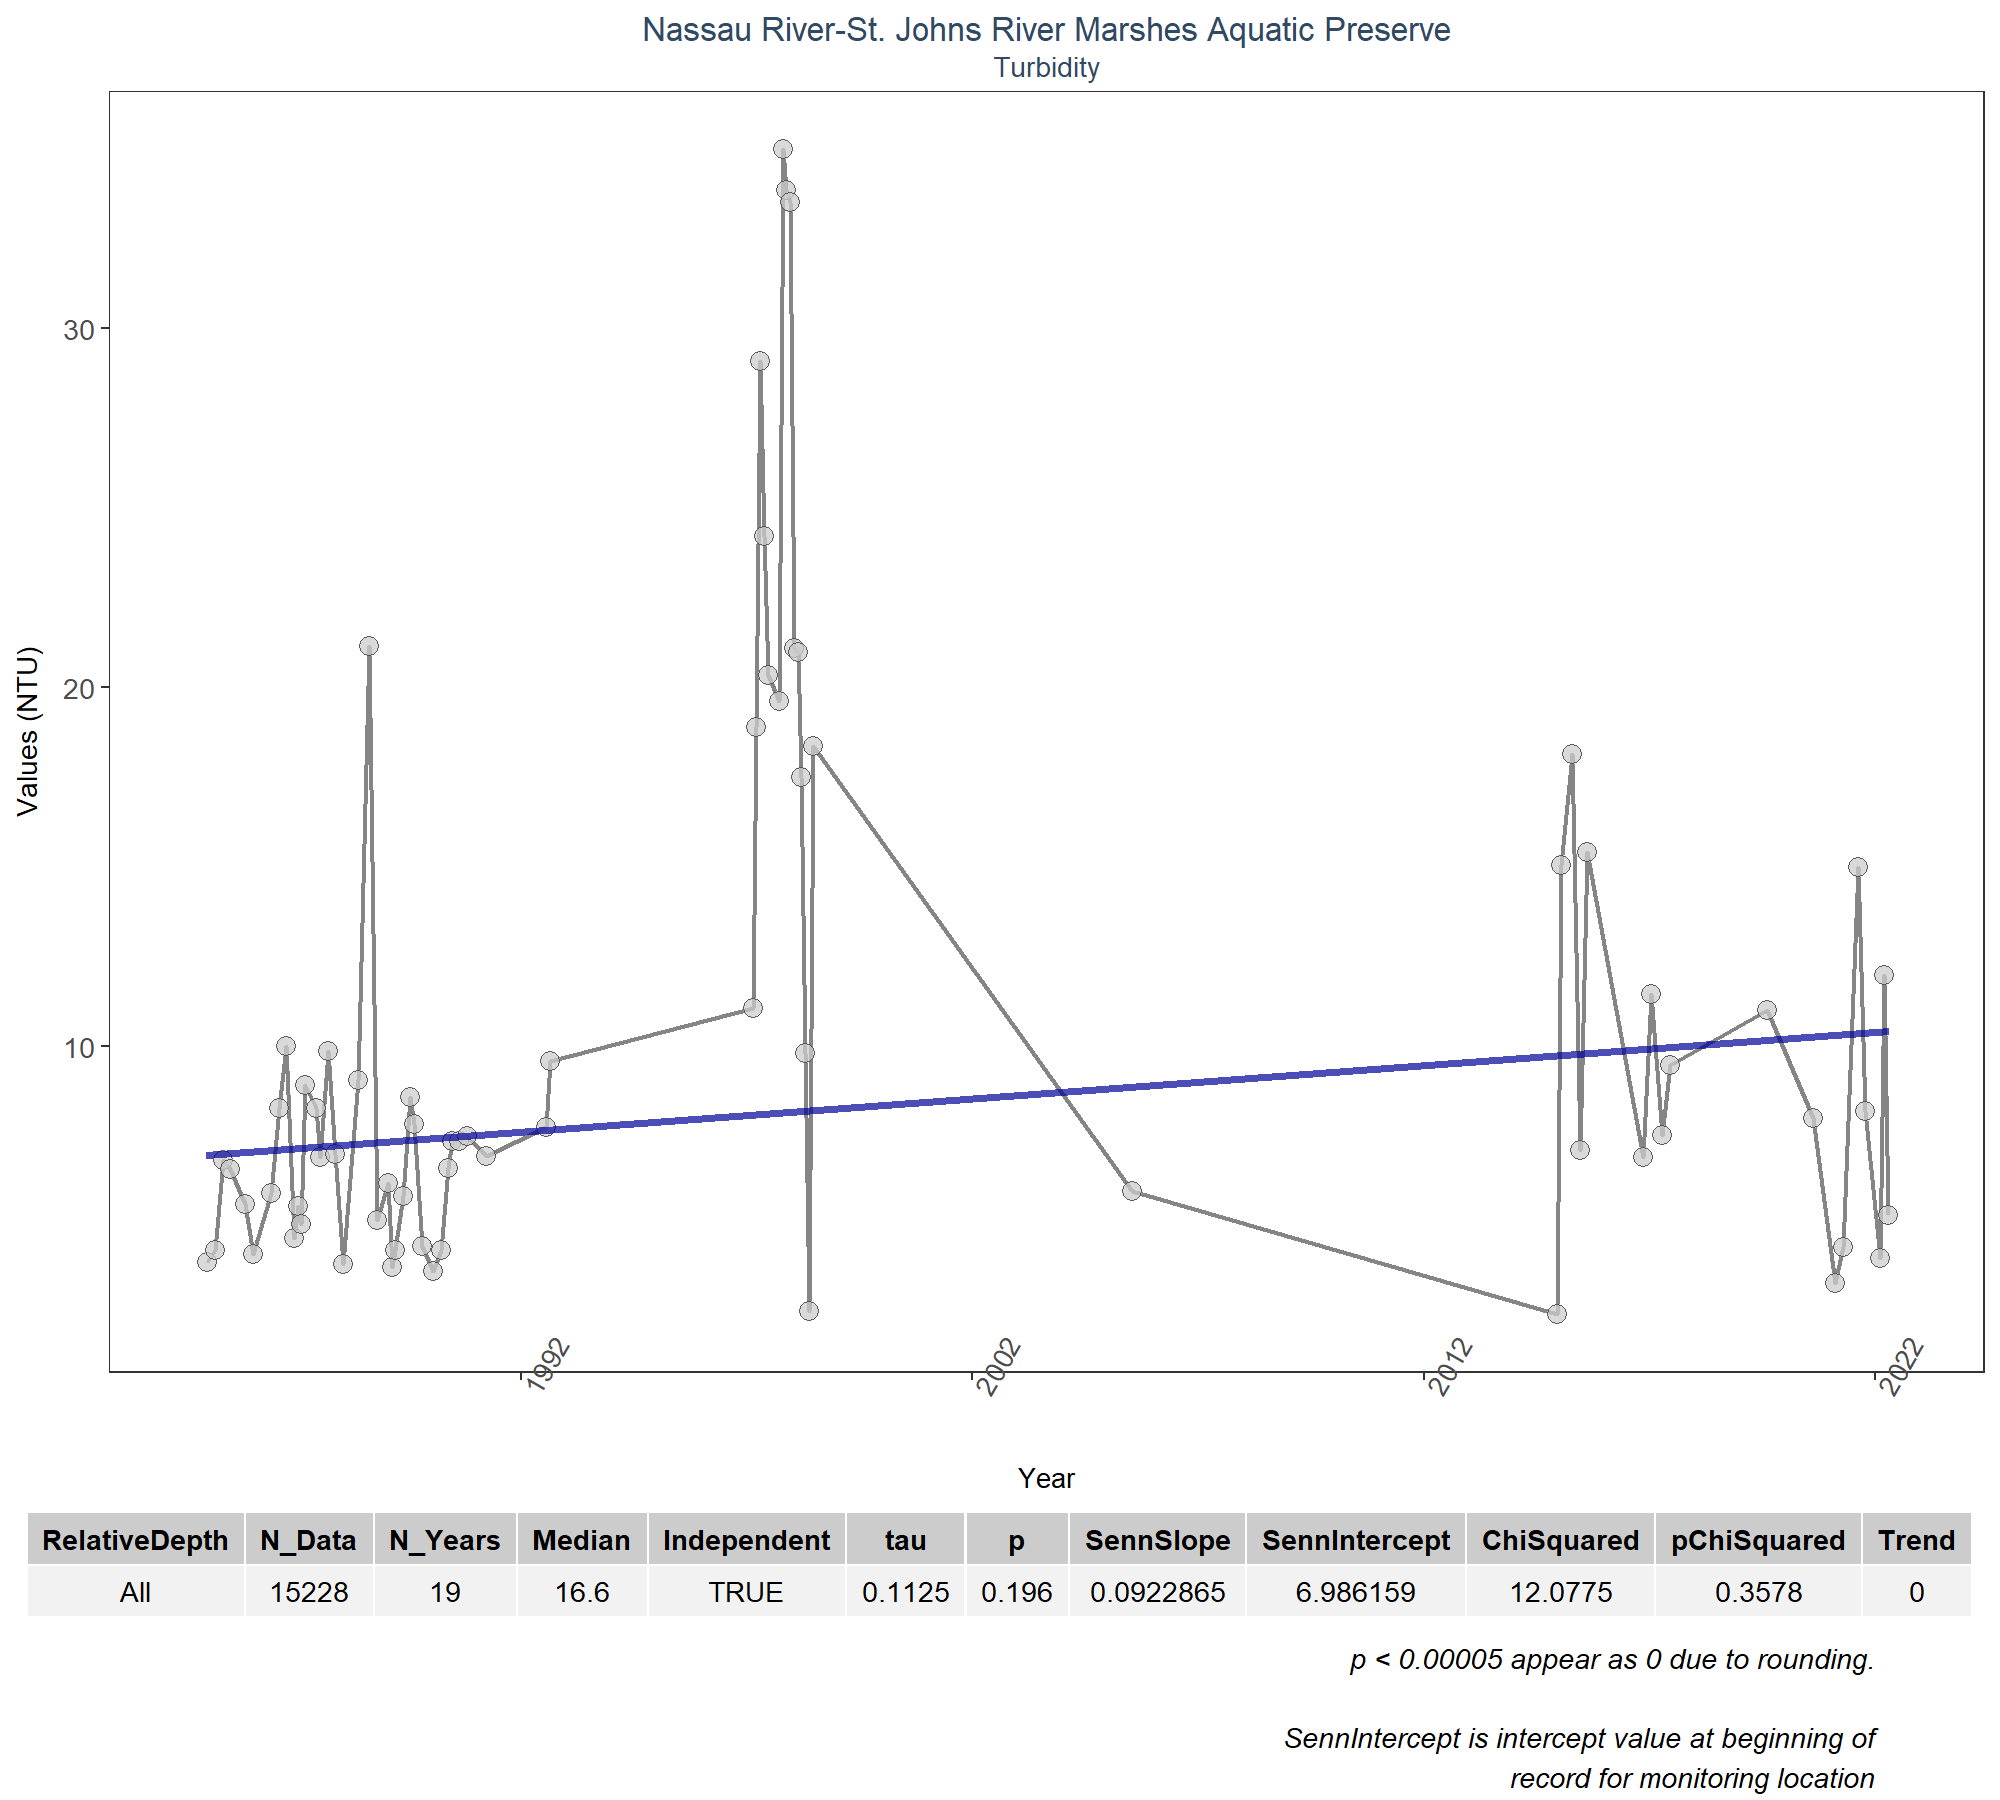 Nassau River-St. Johns River Marshes Aquatic Preserve
Turbidity
Values (NTU)
30
20
10
1992
2002
2012
2022
Year
RelativeDepth N_Data N_Years Median Independent tau p SennSlope SennIntercept ChiSquared pChiSquared Trend
All 15228 19 16.6 TRUE 0.1125 0.196 0.0922865 6.986159 12.0775 0.3578 0
p < 0.00005 appear as 0 due to rounding.
SennIntercept is intercept value at beginning of
record for monitoring location